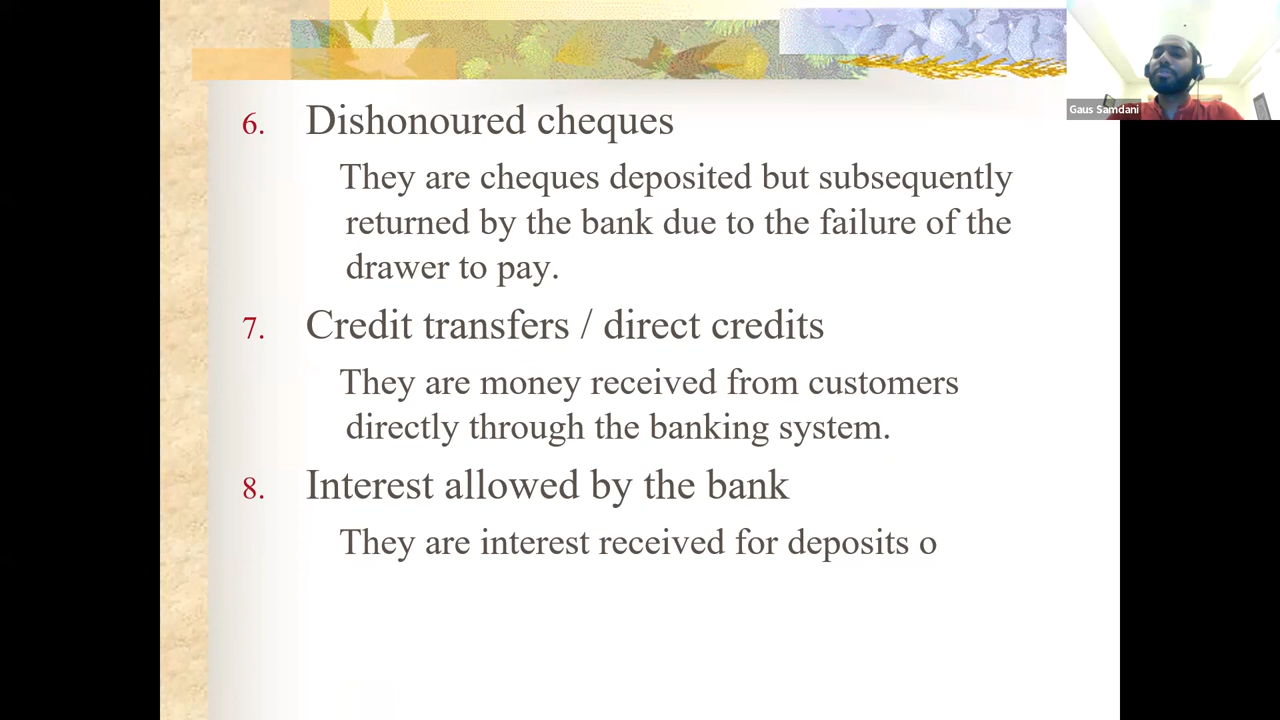 Gaus Samdani
6. Dishonoured cheques
They are cheques deposited but subsequently
returned by the bank due to the failure of the
drawer to pay.
7. Credit transfers / direct credits
They are money received from customers
directly through the banking system.
8. Interest allowed by the bank
They are interest received for deposits o